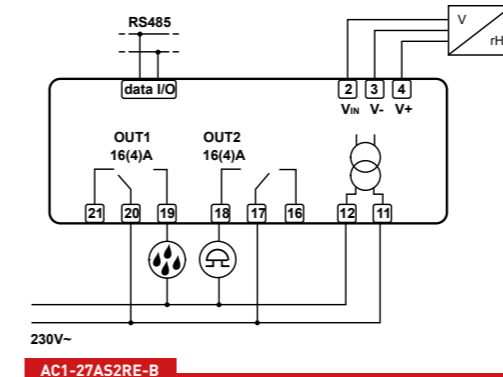 RS485
V
rH
data I/O
2 3 4
VIN V- V+
OUT1 OUT2
16(4)A 16(4)A
21 20 19 18 17 16 12 11
230V~
AC1-27AS2RE-B